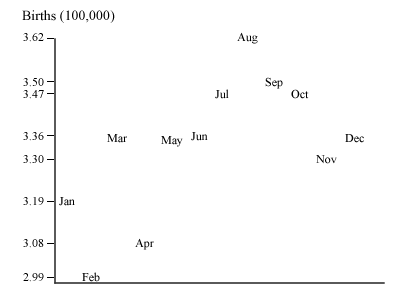 Births (100,000)
3.62
Aug
3.50
Sep
3.47
Jul
Oct
3.36
Mar
May
Jun
Dec
3.30
Nov
3.19
Jan
3.08
Apr
2.99
Feb